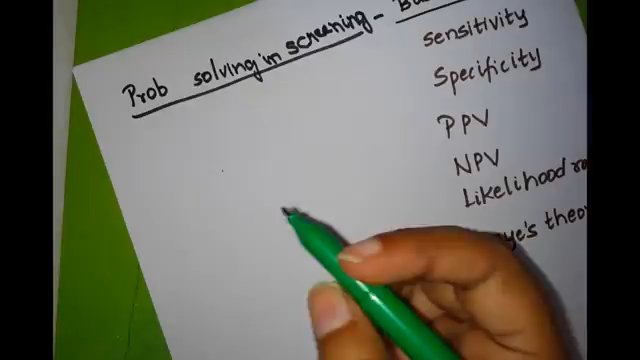 Prob solving in screening -
Sensitivity
Specificity
PPV
NPV
Likelihood